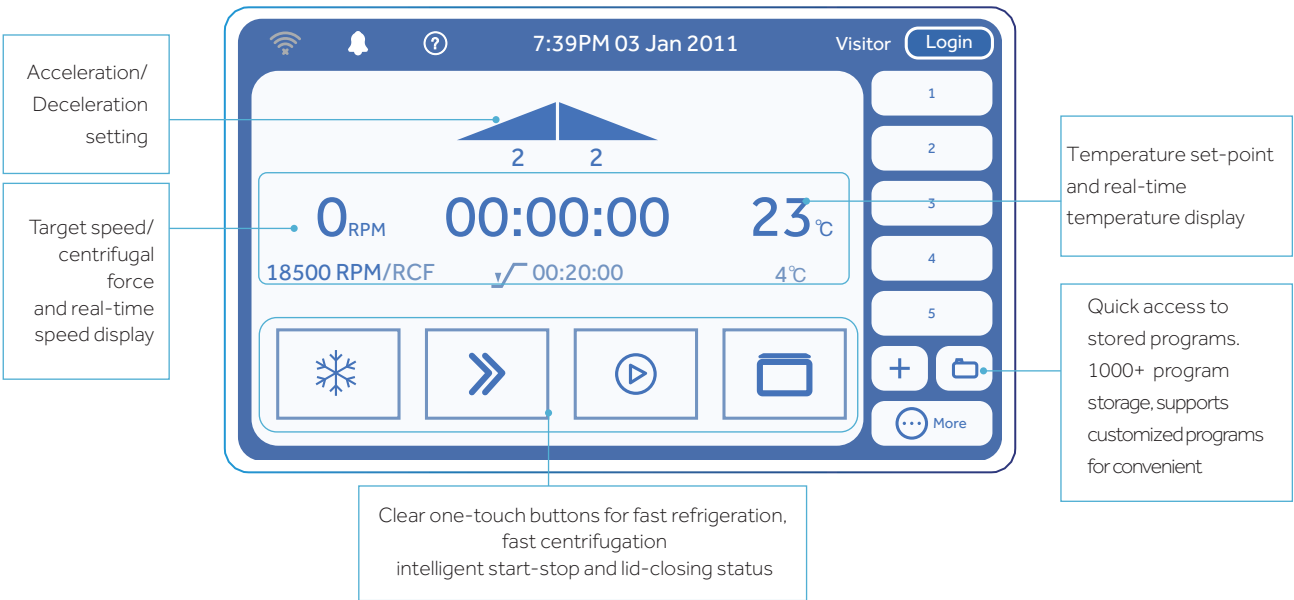 7:39PM 03 Jan 2011
Visitor
Login
Acceleration/
Deceleration
setting
2 2
Target speed/
centrifugal
force
and real-time
speed display
0RPM 00:00:00 23℃
18500 RPM/RCF 00:20:00 4℃
1
2
3
4
5
More
Temperature set-point
and real-time
temperature display
Quick access to
stored programs.
1000+ program
storage, supports
customized programs
for convenient
Clear one-touch buttons for fast refrigeration,
fast centrifugation
intelligent start-stop and lid-closing status